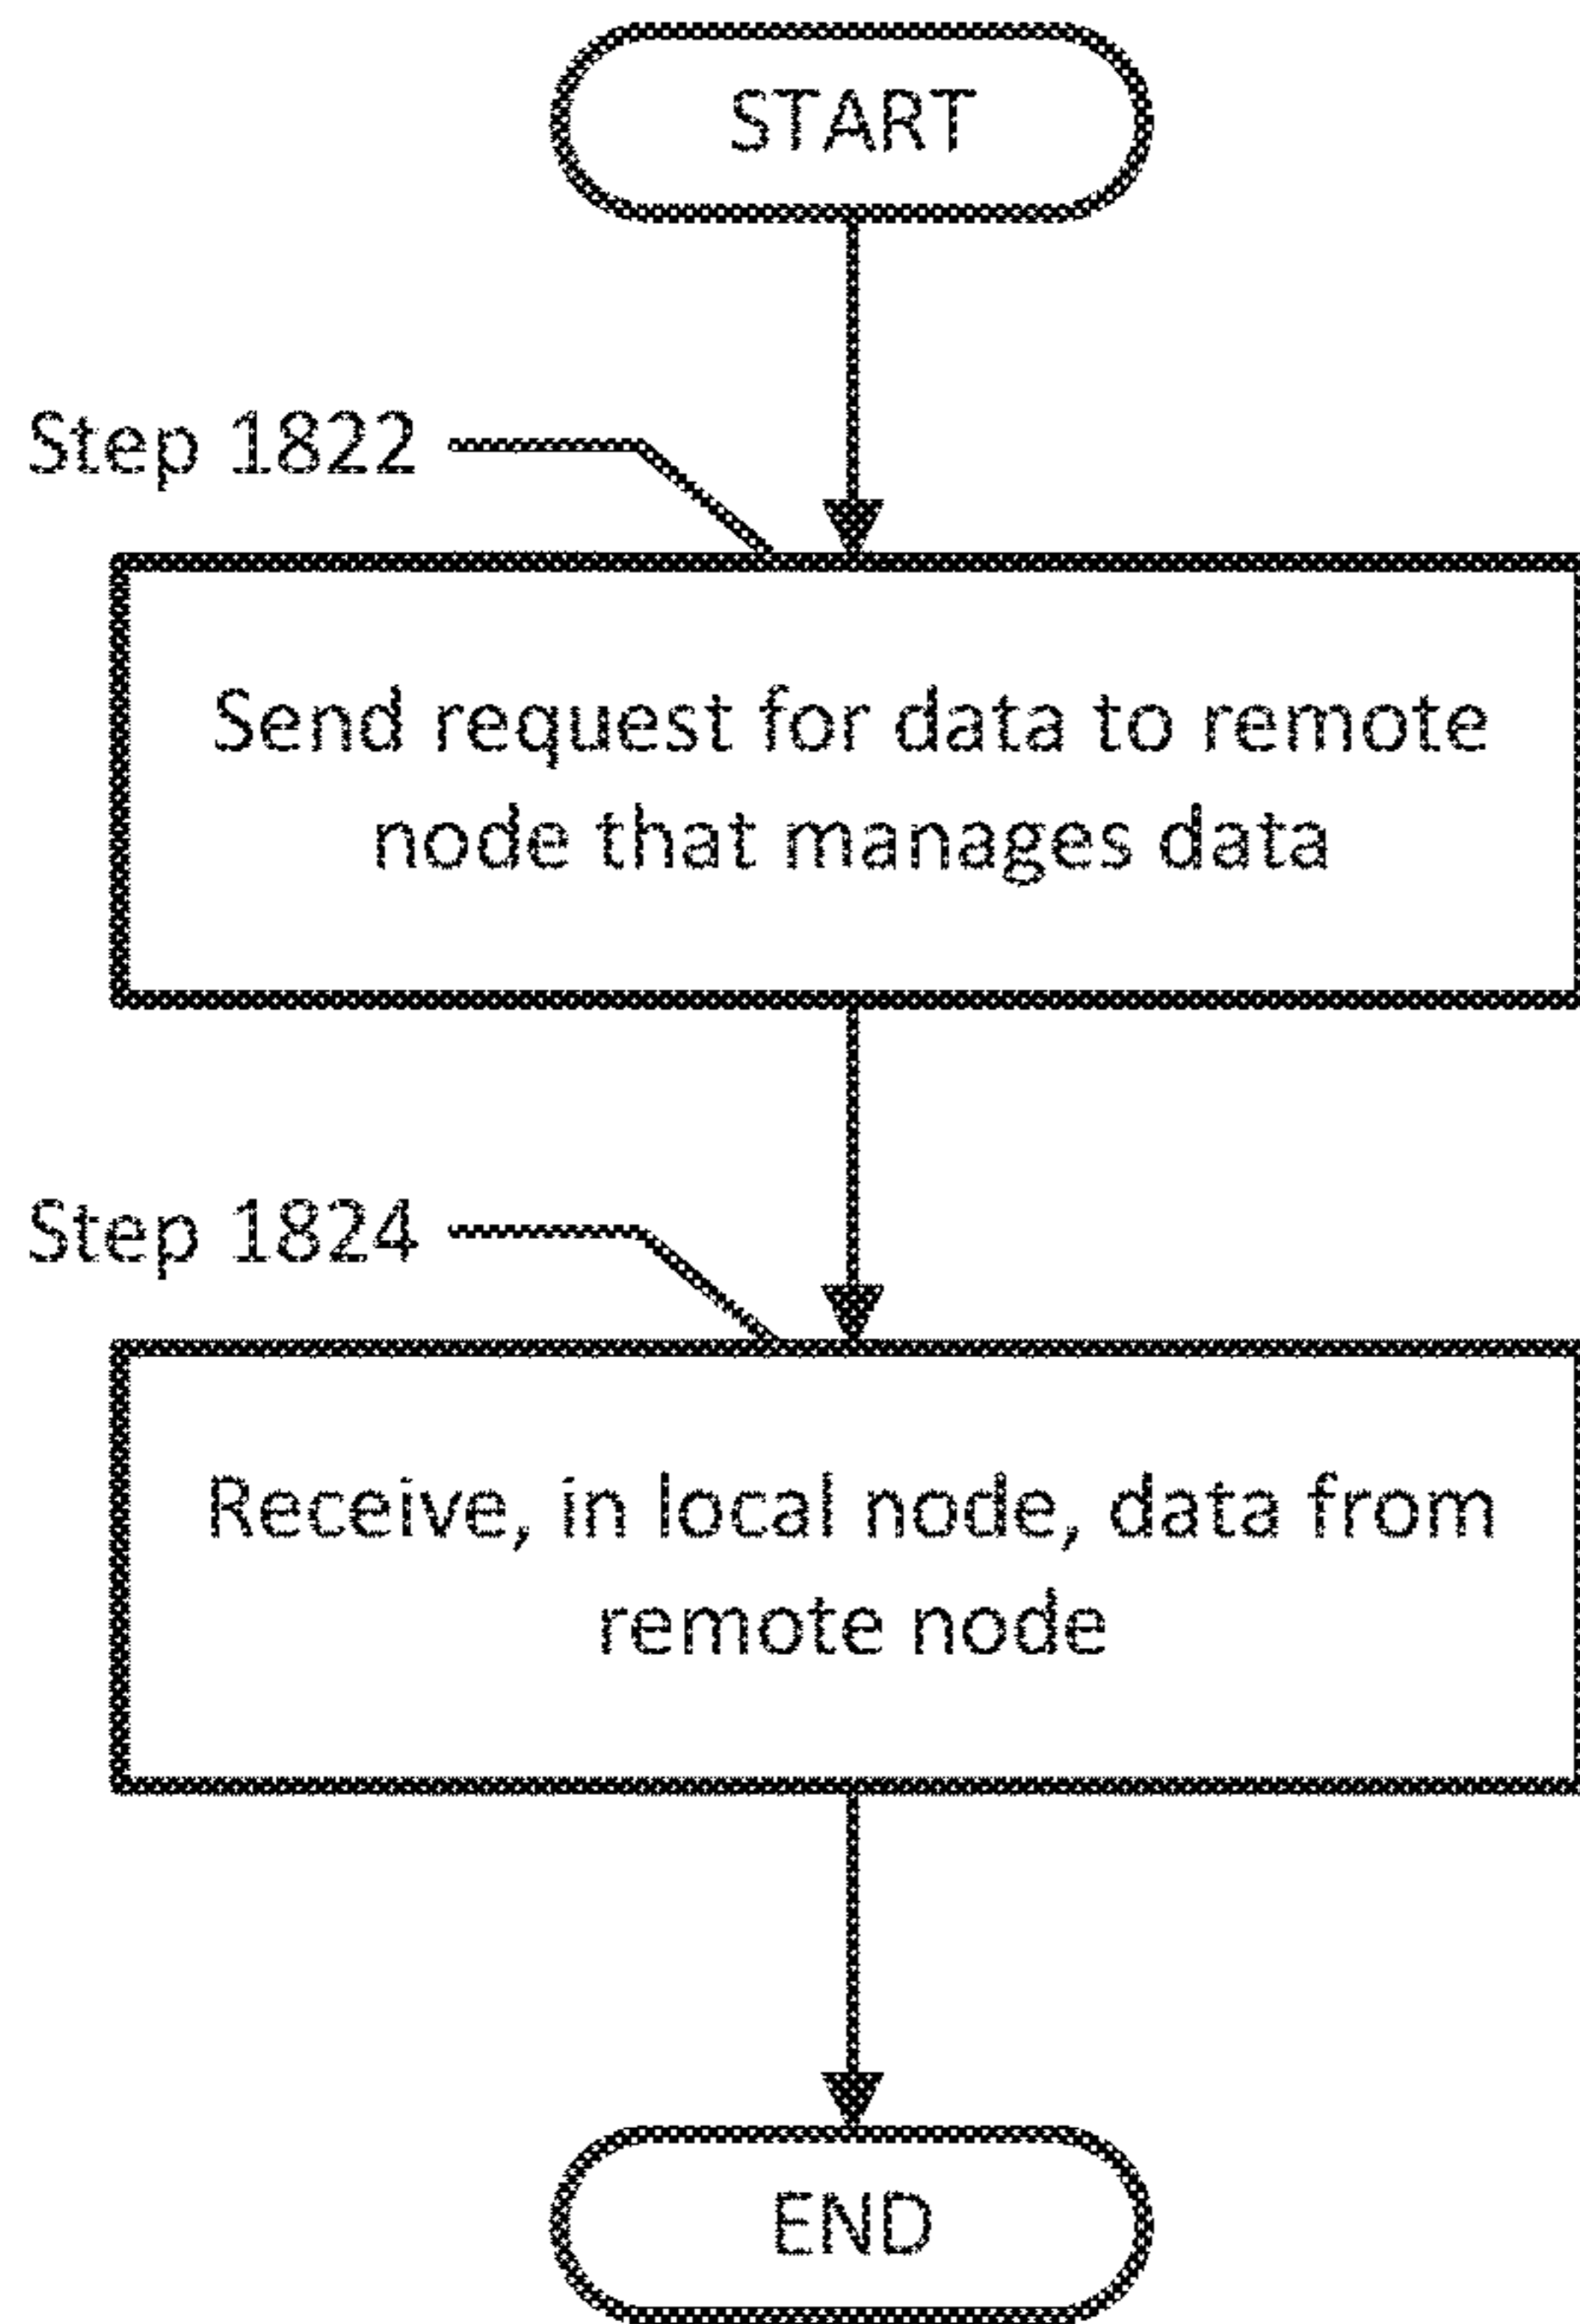 START
Step 1822
Send request for data to remote
node that manages data
Step 1824
Receive, in local node, data from
remote node
END